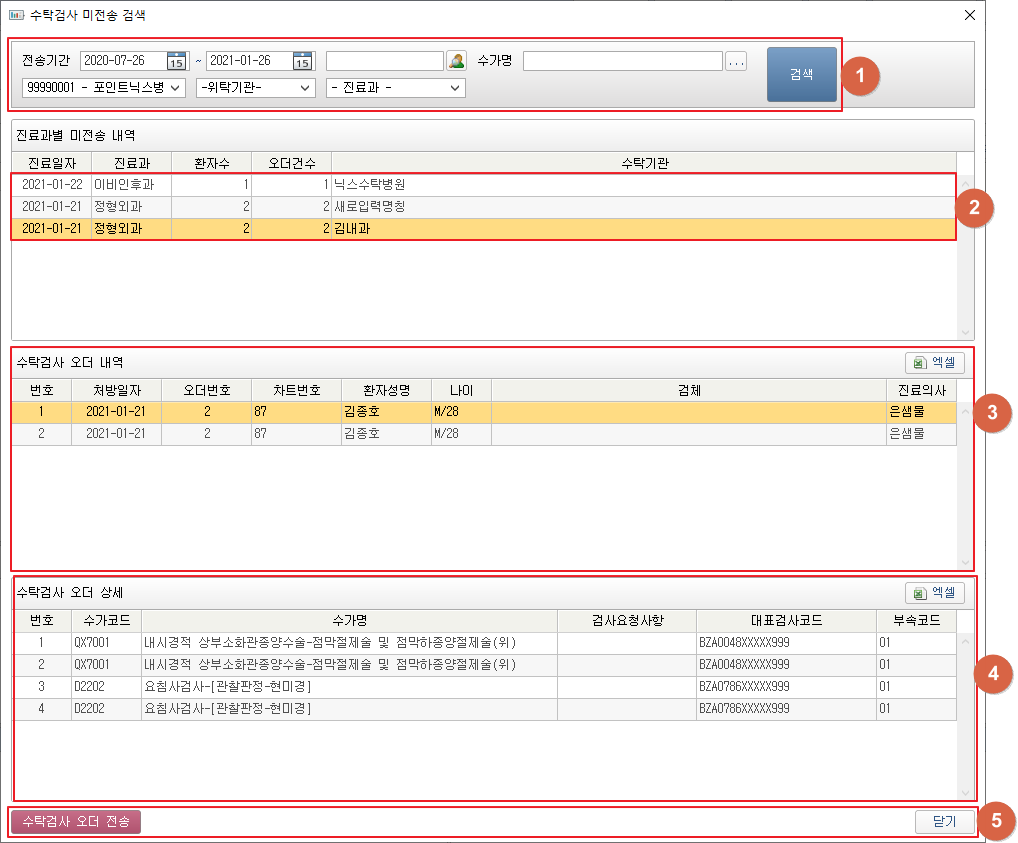 수탁검사 미전송 검색
전송기간 2020-07-26 15 ~ 2021-01-26 15 수가명 ...
99990001 - 포인트닉스병 -위탁기관- - 진료과 - 검색 1
진료과별 미전송 내역
진료일자 진료과 환자수 오더건수 수탁기관
2021-01-22 이비인후과 1 1 닉스수탁병원
2021-01-21 정형외과 2 2 새로입력명칭 2
2021-01-21 정형외과 2 2 김내과
수탁검사 오더 내역 엑셀
번호 처방일자 오더번호 차트번호 환자성명 나이 검체 진료의사
1 2021-01-21 2 87 김종호 M/28 은샘물 3
2 2021-01-21 2 87 김종호 M/28 은샘물
수탁검사 오더 상세 엑셀
번호 수가코드 수가명 검사요청사항 대표검사코드 부속코드
1 QX7001 내시경적 상부소화관종양수술-점막절제술 및 점막하종양절제술(위) BZA0048XXXXX999 01
2 QX7001 내시경적 상부소화관종양수술-점막절제술 및 점막하종양절제술(위) BZA0048XXXXX999 01
3 D2202 요침사검사-[관찰판정-현미경] BZA0786XXXXX999 01 4
4 D2202 요침사검사-[관찰판정-현미경] BZA0786XXXXX999 01
수탁검사 오더 전송 닫기 5